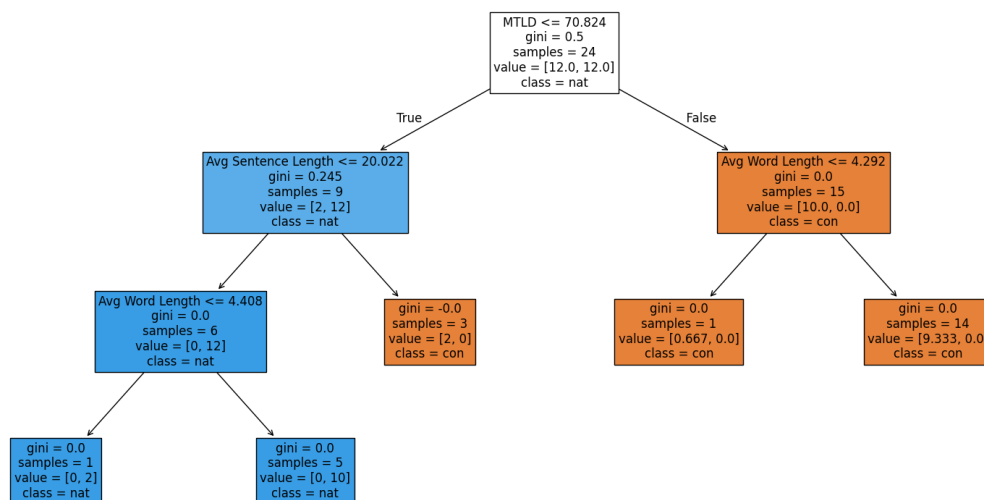 MTLD <= 70.824
gini = 0.5
samples = 24
value = [12.0, 12.0]
class = nat
True
False
Avg Sentence Length <= 20.022
gini = 0.245
samples = 9
value = [2, 12]
class = nat
Avg Word Length <= 4.292
gini = 0.0
samples = 15
value = [10.0, 0.0]
class = con
Avg Word Length <= 4.408
gini = 0.0
samples = 6
value = [0, 12]
class = nat
gini = -0.0
samples = 3
value = [2, 0]
class = con
gini = 0.0
samples = 1
value = [0.667, 0.0]
class = con
gini = 0.0
samples = 14
value = [9.333, 0.0
class = con
gini = 0.0
samples = 1
value = [0, 2]
class = nat
gini = 0.0
samples = 5
value = [0, 10]
class = nat